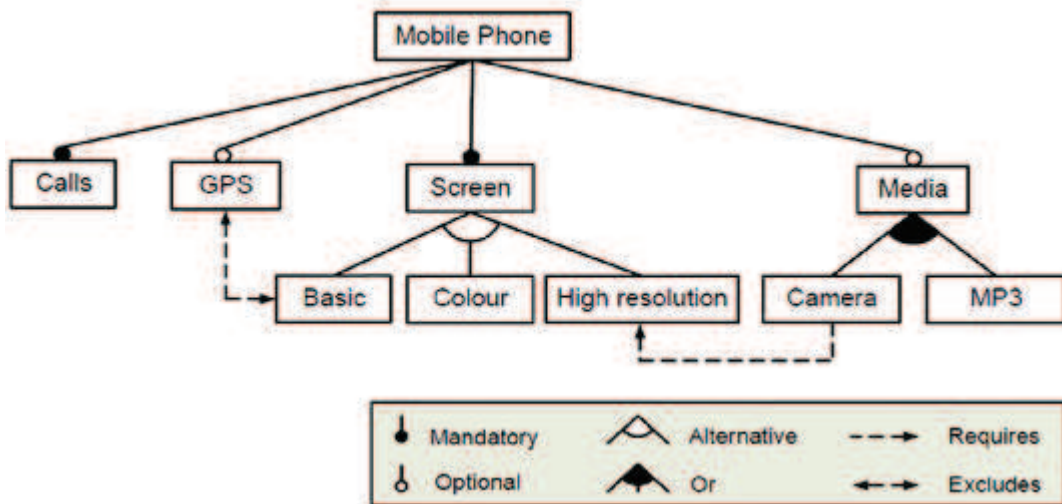 Mobile Phone
Calls
GPS
Screen
Media
Basic
Colour
High resolution
Camera
MP3
Mandatory
Alternative
Requires
Optional
Or
Excludes